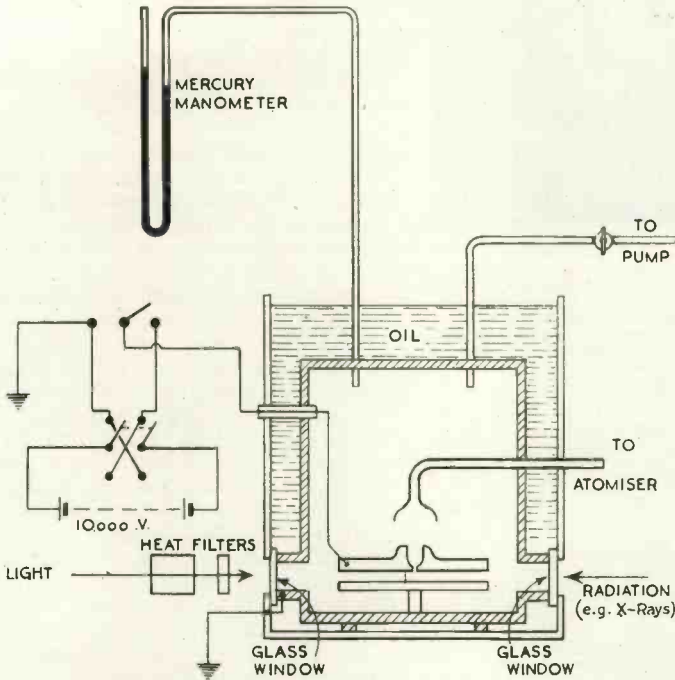 MERCURY
MANOMETER
TO
PUMP
OIL
TO
ATOMISER
10,000 V.
HEAT FILTERS
LIGHT
RADIATION
(e.g. X-Rays)
GLASS
WINDOW
GLASS
WINDOW